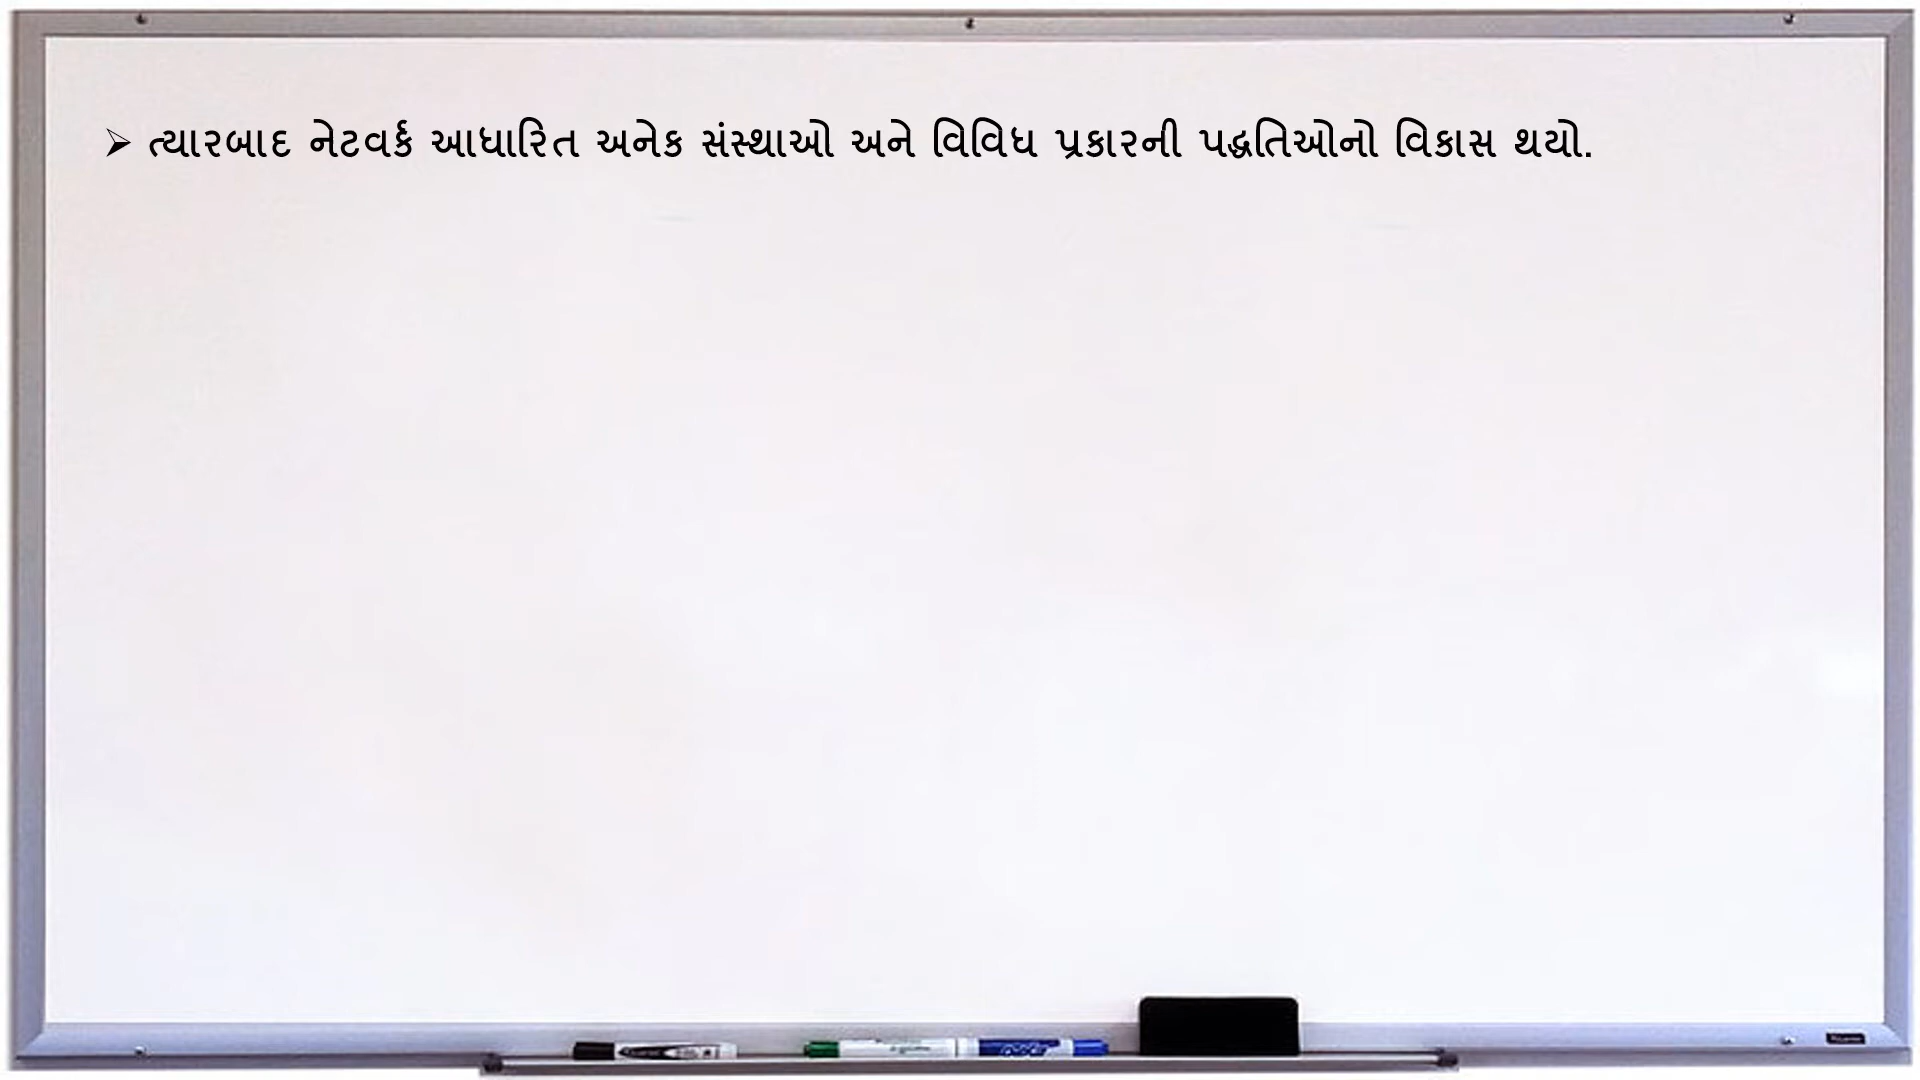 ➢ ત્યારબાદ નેટવર્ક આધારિત અનેક સંસ્થાઓ અને વિવિધ પ્રકારની પદ્ધતિઓનો વિકાસ થયો.